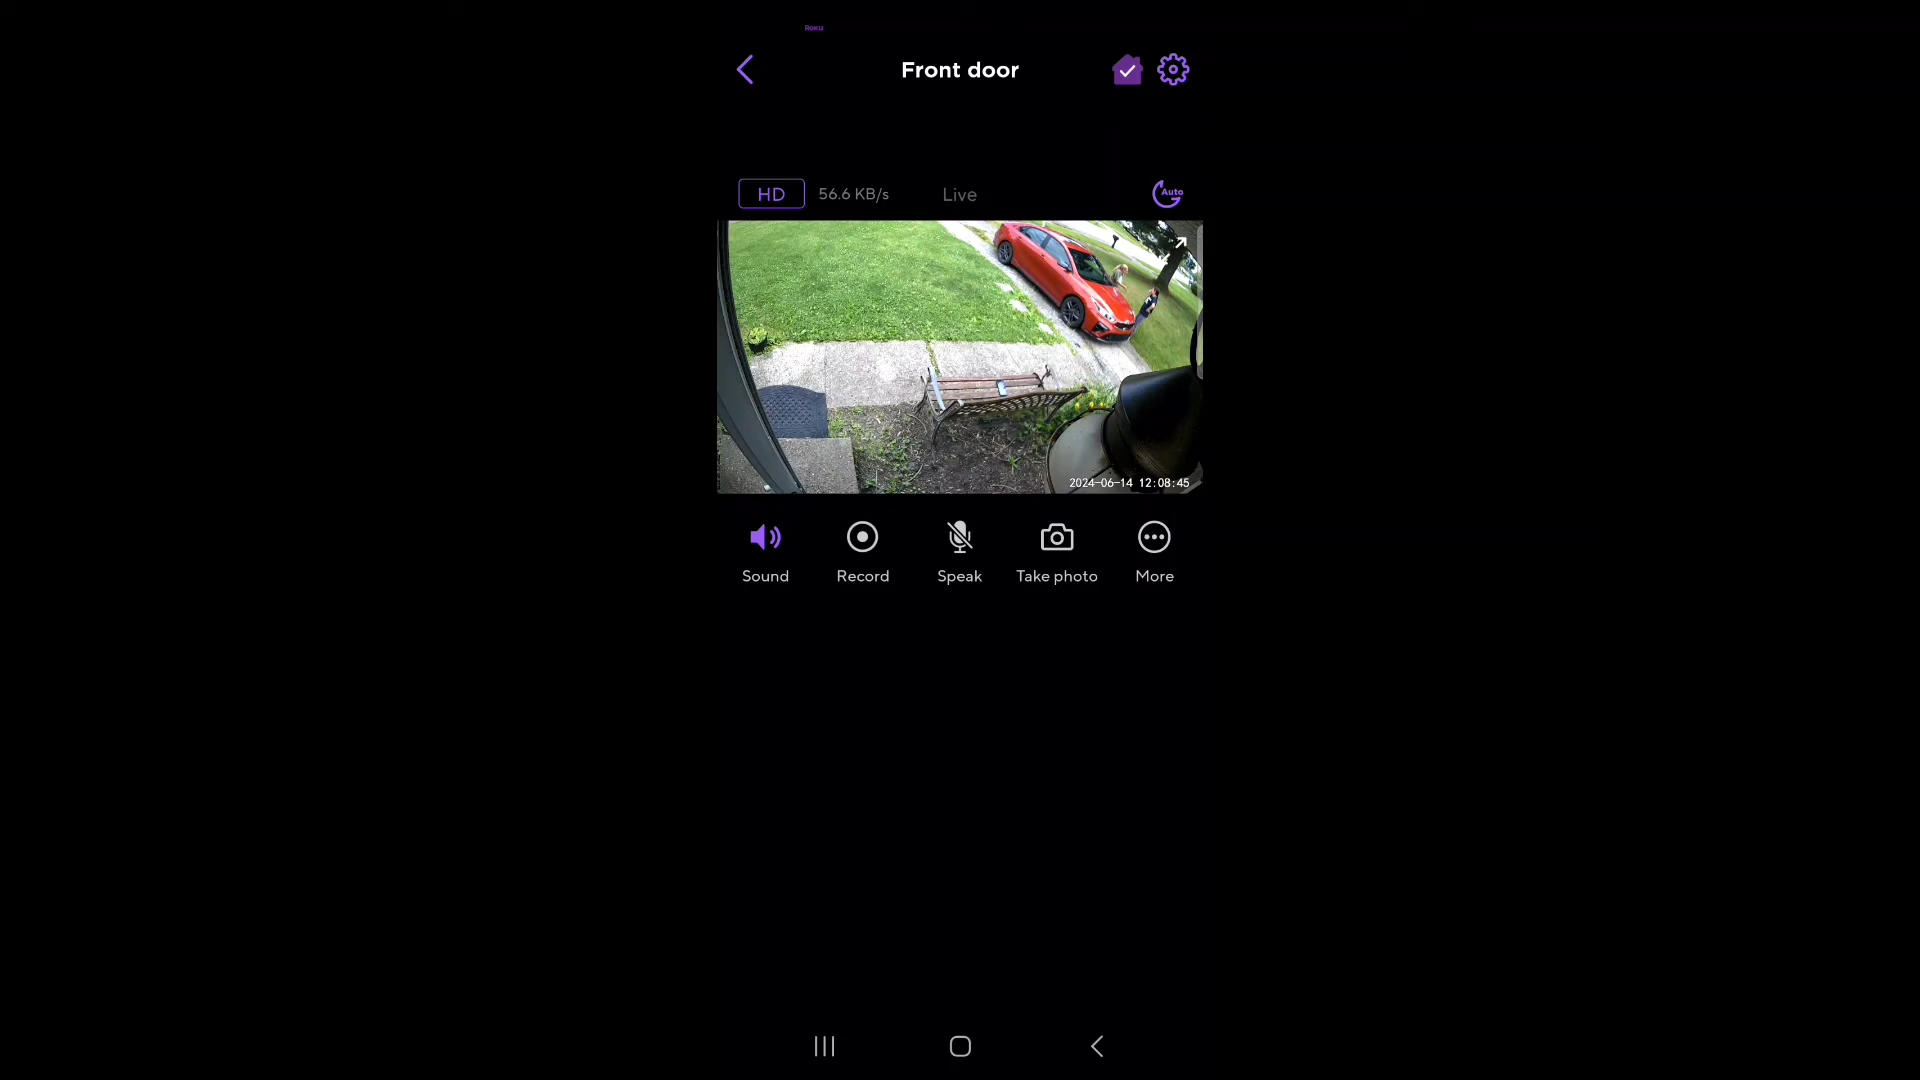 Roku
Front door
HD 56.6 KB/s Live Auto
2024-06-14 12:08:45
Sound Record Speak Take photo More